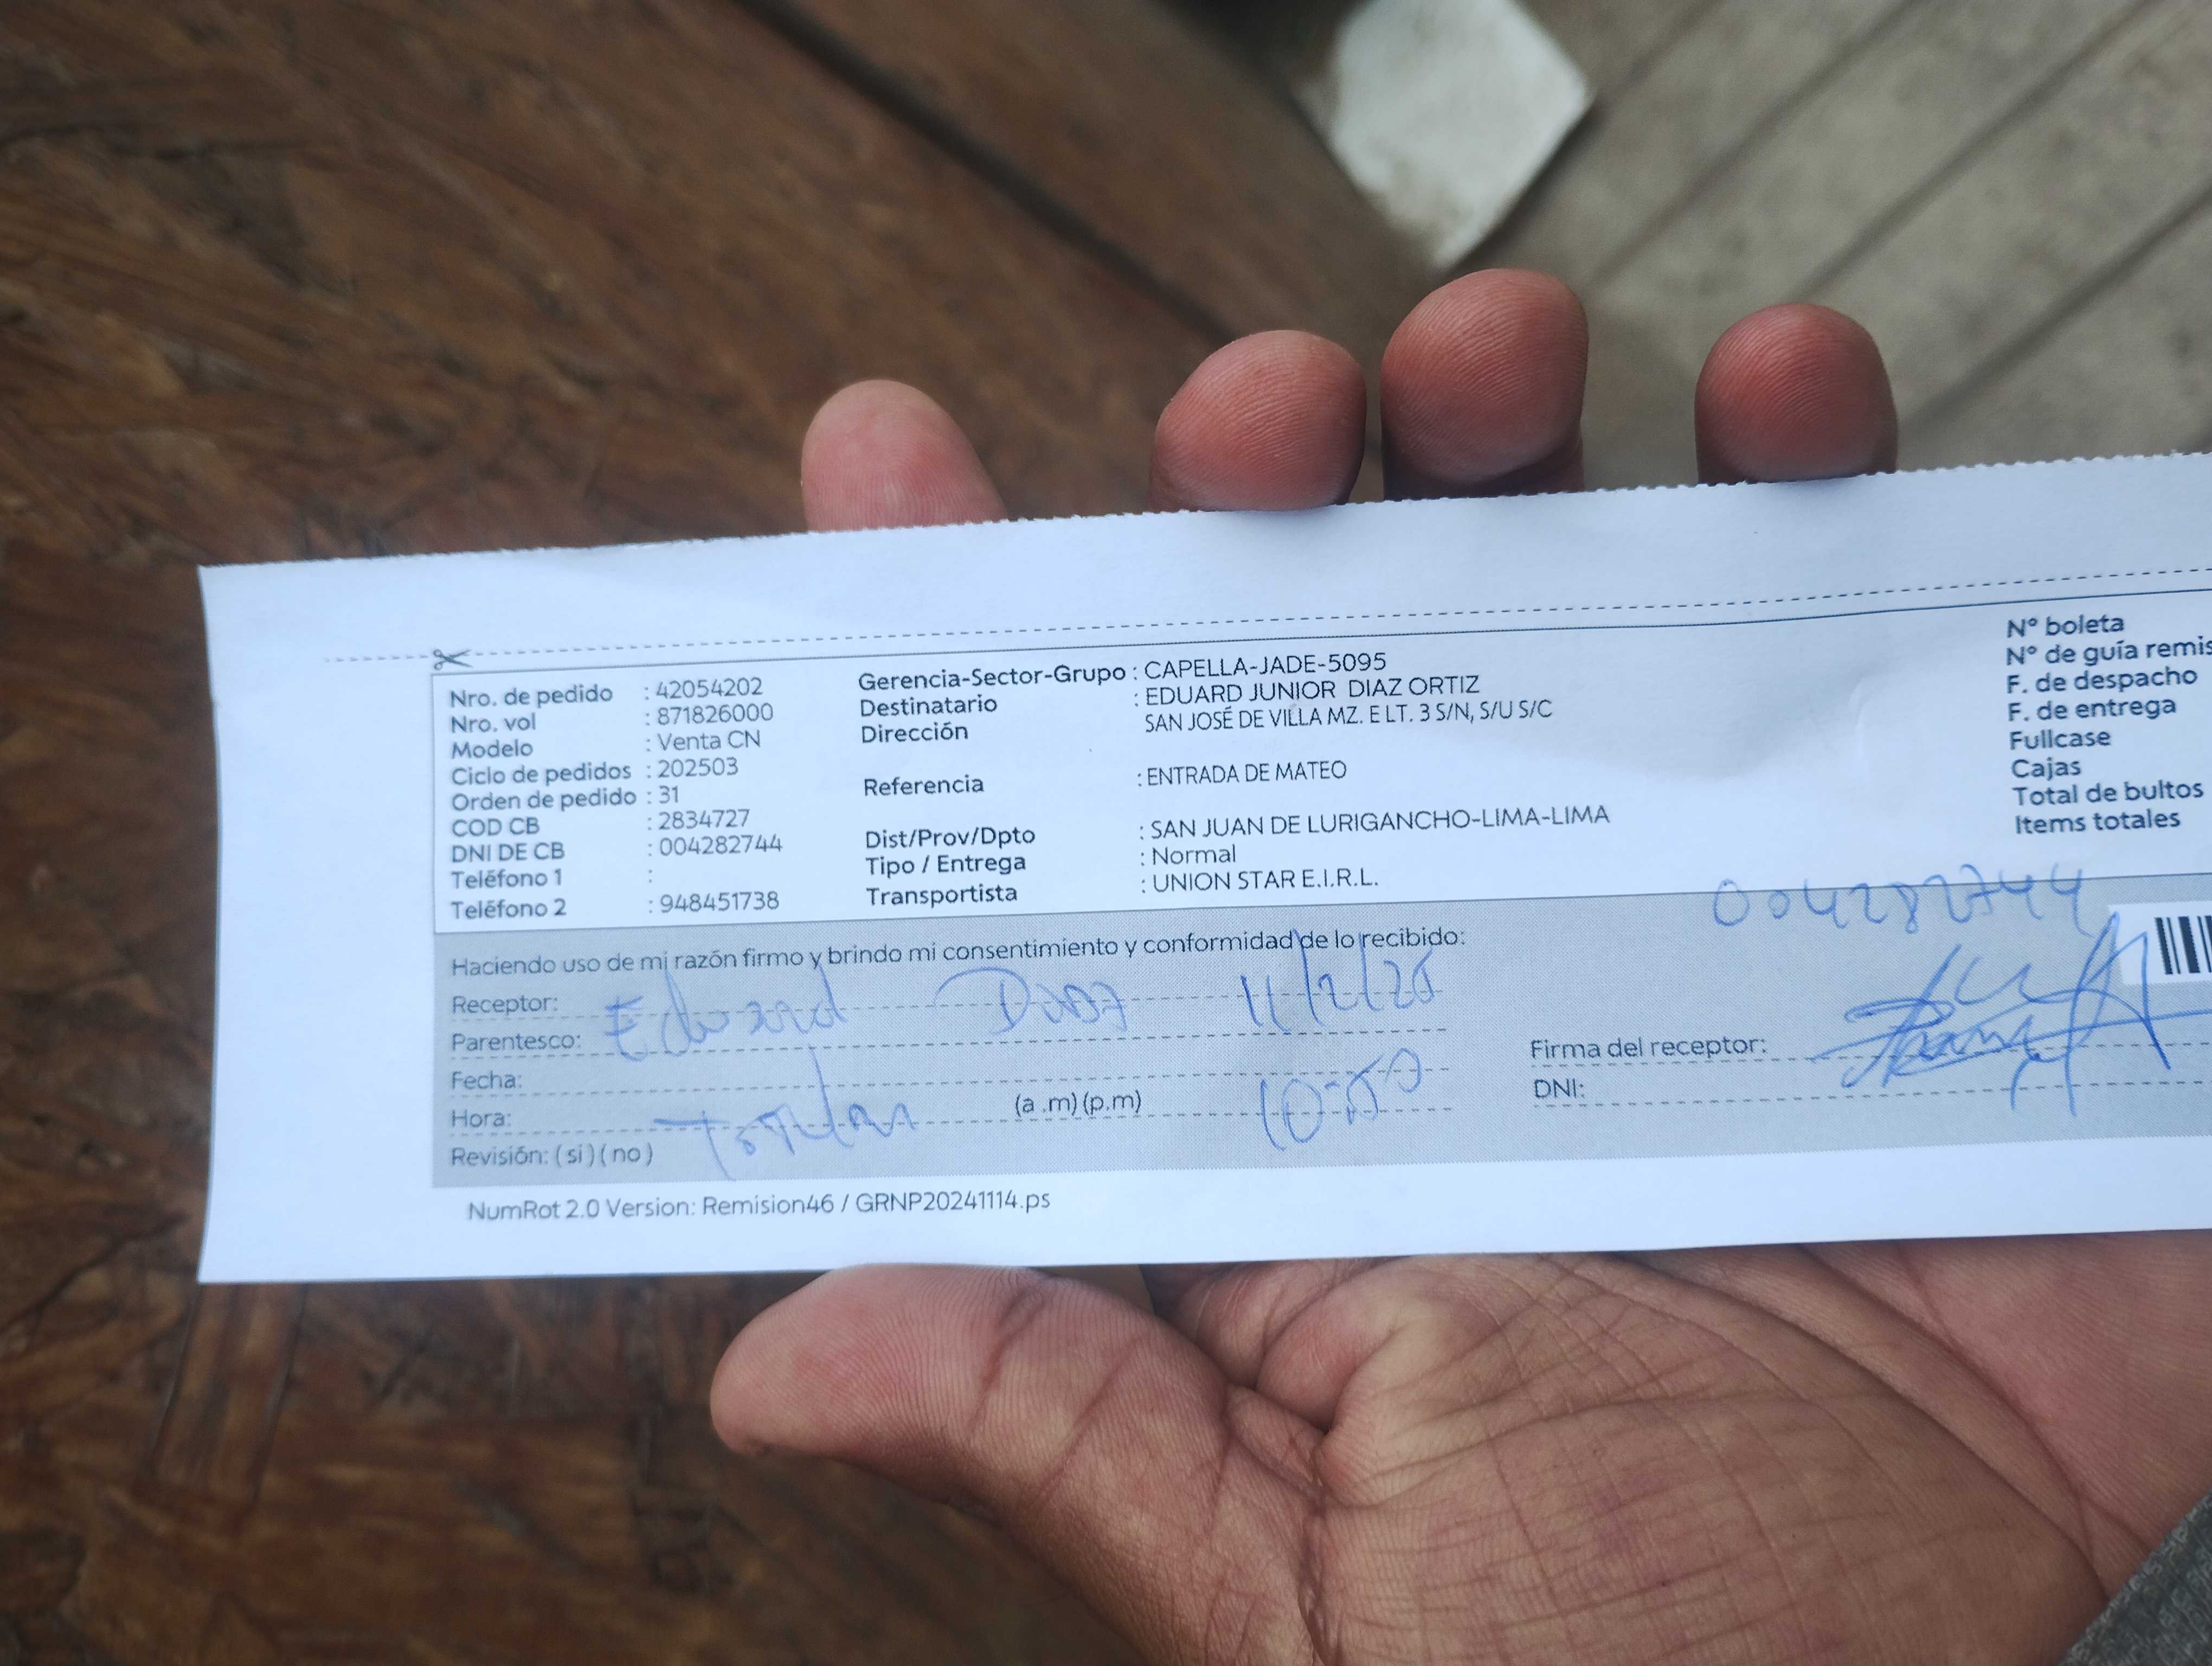 Nro. de pedido : 42054202
Nro. vol : 871826000
Modelo : Venta CN
Ciclo de pedidos : 202503
Orden de pedido : 31
COD CB : 2834727
DNI DE CB : 004282744
Teléfono 1 :
Teléfono 2 : 948451738
Gerencia-Sector-Grupo : CAPELLA-JADE-5095
Destinatario : EDUARD JUNIOR DIAZ ORTIZ
Dirección SAN JOSÉ DE VILLA MZ. E LT. 3 S/N, S/U S/C
Referencia : ENTRADA DE MATEO
Dist/Prov/Dpto : SAN JUAN DE LURIGANCHO-LIMA-LIMA
Tipo / Entrega : Normal
Transportista : UNION STAR E.I.R.L.
N° boleta
N° de guía remis
F. de despacho
F. de entrega
Fullcase
Cajas
Total de bultos
Items totales
004282744
Haciendo uso de mi razón firmo y brindo mi consentimiento y conformidad de lo recibido:
Receptor: Eduard 11/2/25
Parentesco:
Fecha:
Hora: Titular (a .m) (p.m) 10:50
Revisión: ( si ) ( no )
Firma del receptor:
DNI:
NumRot 2.0 Version: Remision46 / GRNP20241114.ps